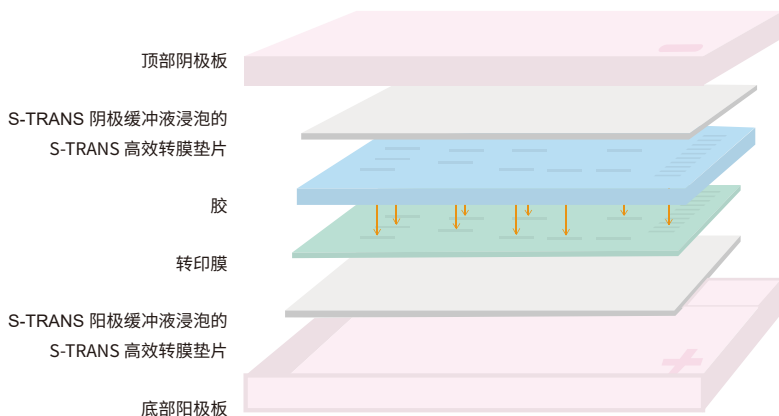 顶部阴极板
S-TRANS 阴极缓冲液浸泡的
S-TRANS 高效转膜垫片
胶
转印膜
S-TRANS 阳极缓冲液浸泡的
S-TRANS 高效转膜垫片
底部阳极板